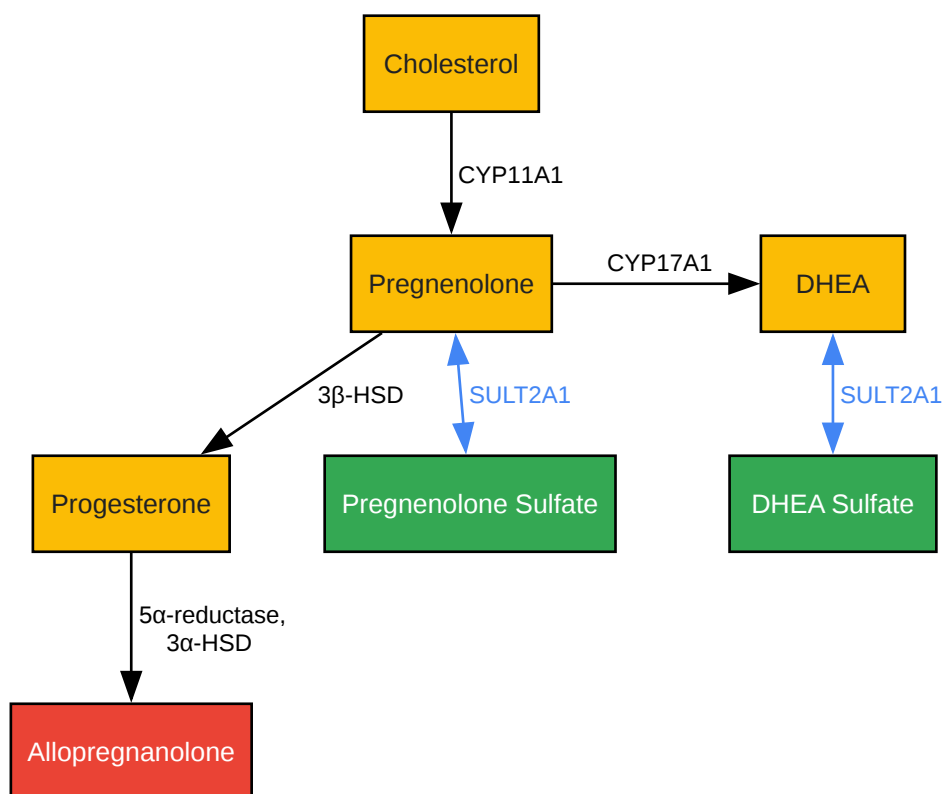 Cholesterol
CYP11A1
Pregnenolone
CYP17A1
DHEA
3β-HSD
SULT2A1
SULT2A1
Progesterone
Pregnenolone Sulfate
DHEA Sulfate
5α-reductase,
3α-HSD
Allopregnanolone